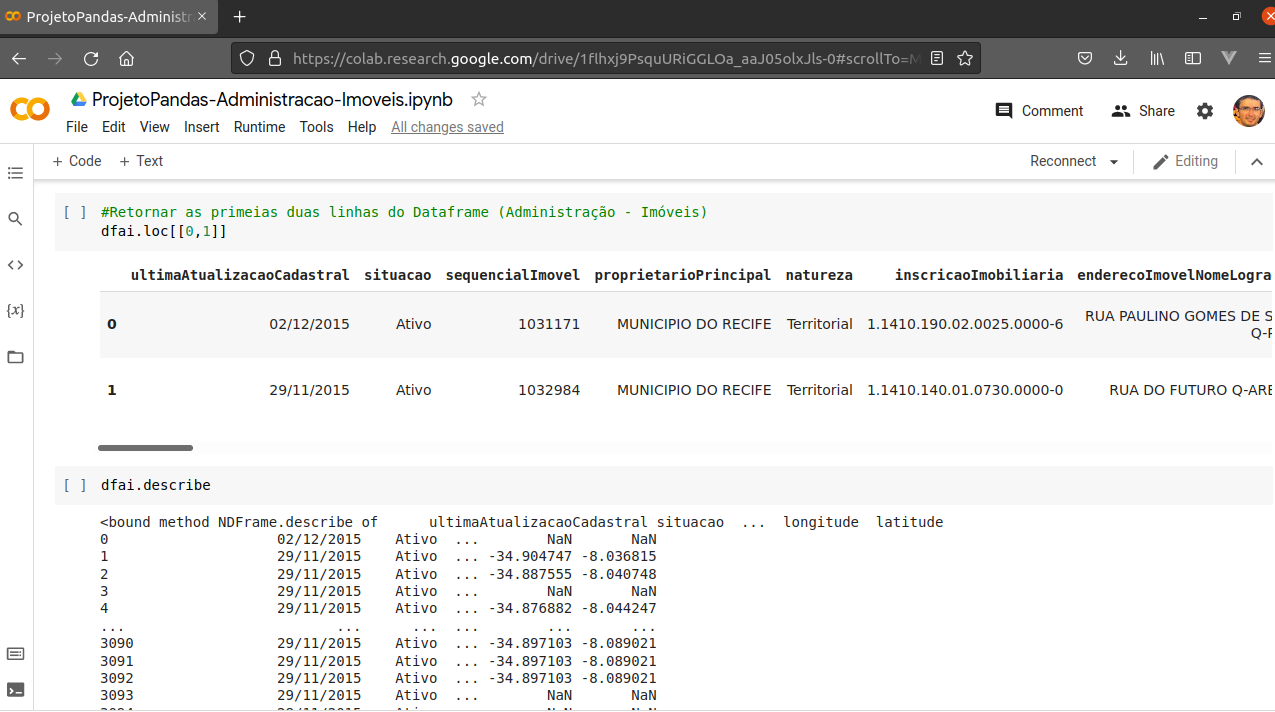 ProjetoPandas-Administr
https://colab.research.google.com/drive/1flhxj9PsquURiGGLOa_aaJ05olxJls-0#scrollTo=M
ProjetoPandas-Administracao-Imoveis.ipynb
File Edit View Insert Runtime Tools Help All changes saved
Comment Share
+ Code + Text
Reconnect Editing
[ ] #Retornar as primeias duas linhas do Dataframe (Administração - Imóveis)
dfai.loc[[0,1]]
ultimaAtualizacaoCadastral situacao sequencialImovel proprietarioPrincipal natureza inscricaoImobiliaria enderecoImovelNomeLogra
0 02/12/2015 Ativo 1031171 MUNICIPIO DO RECIFE Territorial 1.1410.190.02.0025.0000-6 RUA PAULINO GOMES DE S
Q-F
1 29/11/2015 Ativo 1032984 MUNICIPIO DO RECIFE Territorial 1.1410.140.01.0730.0000-0 RUA DO FUTURO Q-ARE
[ ] dfai.describe
<bound method NDFrame.describe of ultimaAtualizacaoCadastral situacao ... longitude latitude
0 02/12/2015 Ativo ... NaN NaN
1 29/11/2015 Ativo ... -34.904747 -8.036815
2 29/11/2015 Ativo ... -34.887555 -8.040748
3 29/11/2015 Ativo ... NaN NaN
4 29/11/2015 Ativo ... -34.876882 -8.044247
... ... ... ... ... ...
3090 29/11/2015 Ativo ... -34.897103 -8.089021
3091 29/11/2015 Ativo ... -34.897103 -8.089021
3092 29/11/2015 Ativo ... -34.897103 -8.089021
3093 29/11/2015 Ativo ... NaN NaN